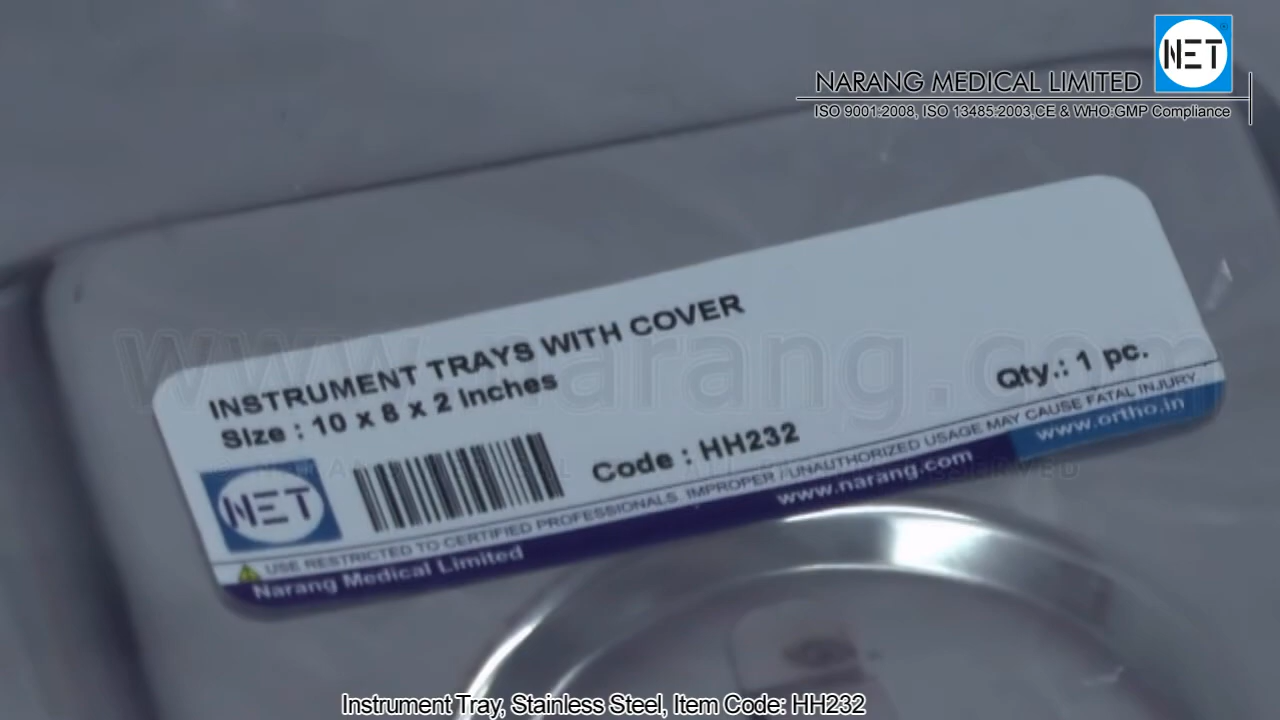 NET
NARANG MEDICAL LIMITED
ISO 9001:2008, ISO 13485:2003,CE & WHO:GMP Compliance
INSTRUMENT TRAYS WITH COVER
Size : 10 x 8 x 2 Inches
Qty.: 1 pc.
Code : HH232
NET
www.narang.com
USE RESTRICTED TO CERTIFIED PROFESSIONALS. IMPROPER / UNAUTHORIZED USAGE MAY CAUSE FATAL INJURY
Narang Medical Limited www.narang.com www.ortho.in
Instrument Tray, Stainless Steel, Item Code: HH232